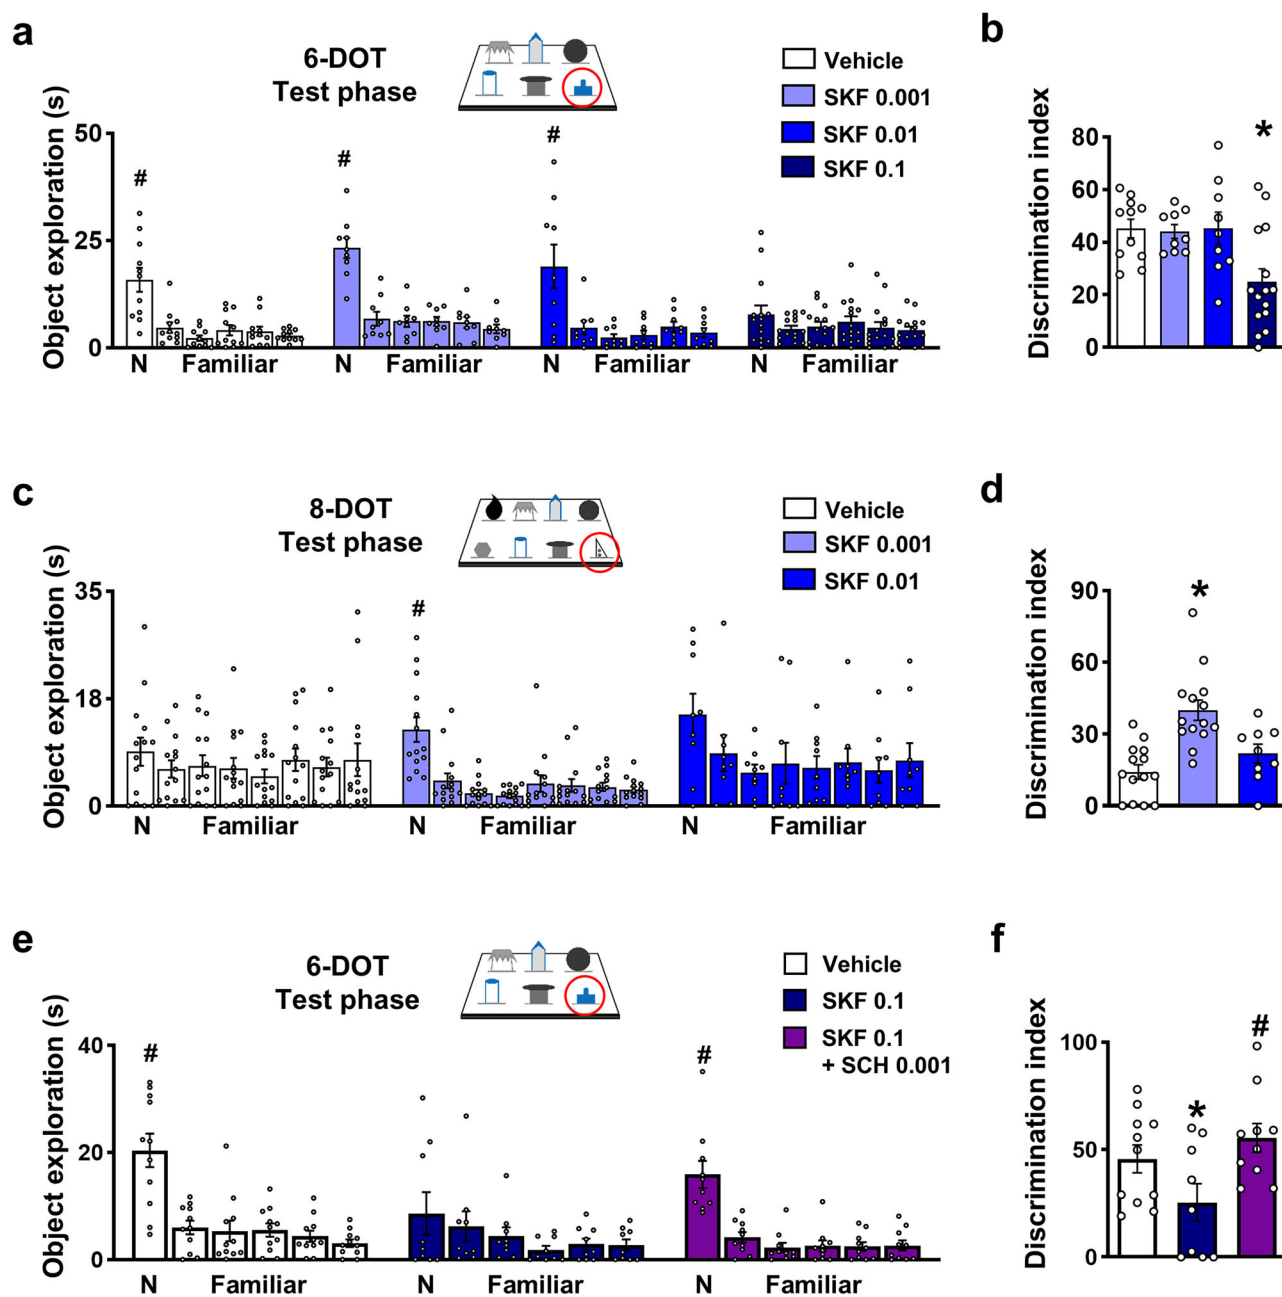 a
6-DOT
Test phase
Vehicle
SKF 0.001
SKF 0.01
SKF 0.1
Object exploration (s)
50
25
0
#
#
#
N Familiar N Familiar N Familiar N Familiar
b
Discrimination index
80
60
40
20
0
*
c
8-DOT
Test phase
Vehicle
SKF 0.001
SKF 0.01
Object exploration (s)
35
18
0
#
N Familiar N Familiar N Familiar
d
Discrimination index
90
60
30
0
*
e
6-DOT
Test phase
Vehicle
SKF 0.1
SKF 0.1
+ SCH 0.001
Object exploration (s)
40
20
0
#
#
N Familiar N Familiar N Familiar
f
Discrimination index
100
50
0
*
#